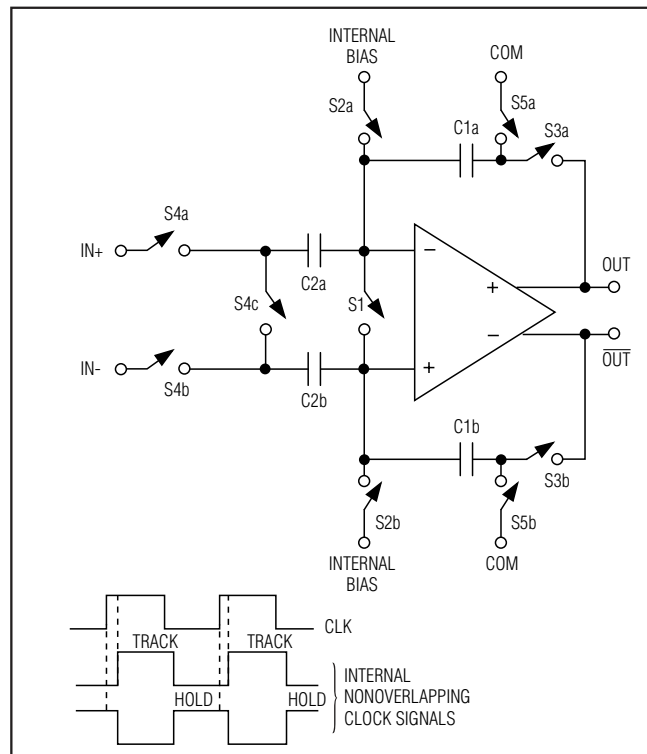 INTERNAL
BIAS
COM
S2a
S5a
C1a
S3a
S4a
IN+
C2a
S4c
S1
−
+
OUT
−
+
OUT
IN-
S4b
C2b
C1b
S3b
S2b
S5b
INTERNAL
BIAS
COM
CLK
TRACK
TRACK
HOLD
HOLD
INTERNAL
NONOVERLAPPING
CLOCK SIGNALS